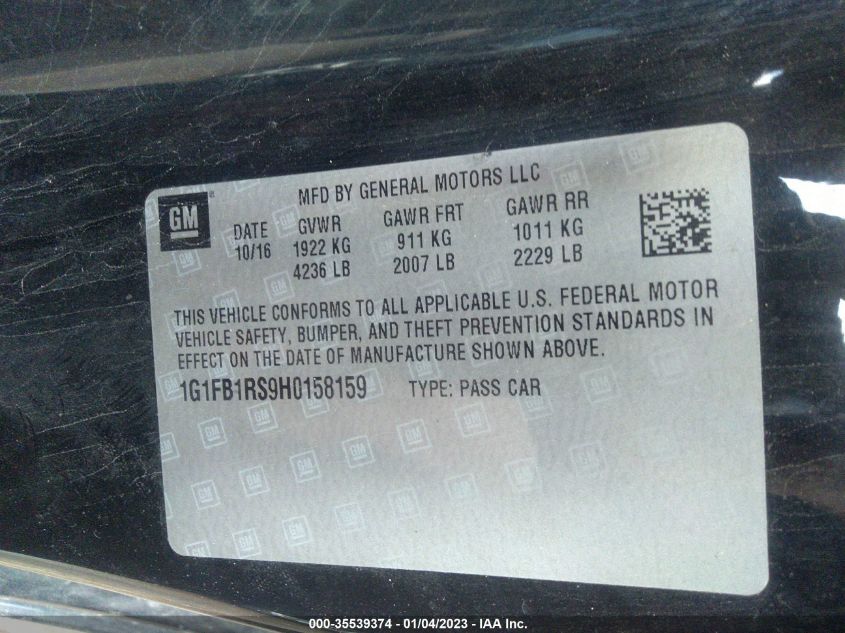 MFD BY GENERAL MOTORS LLC
GM
DATE GVWR GAWR FRT GAWR RR
10/16 1922 KG 911 KG 1011 KG
4236 LB 2007 LB 2229 LB
THIS VEHICLE CONFORMS TO ALL APPLICABLE U.S. FEDERAL MOTOR
VEHICLE SAFETY, BUMPER, AND THEFT PREVENTION STANDARDS IN
EFFECT ON THE DATE OF MANUFACTURE SHOWN ABOVE.
1G1FB1RS9H0158159 TYPE: PASS CAR
000-35539374 - 01/04/2023 - IAA Inc.